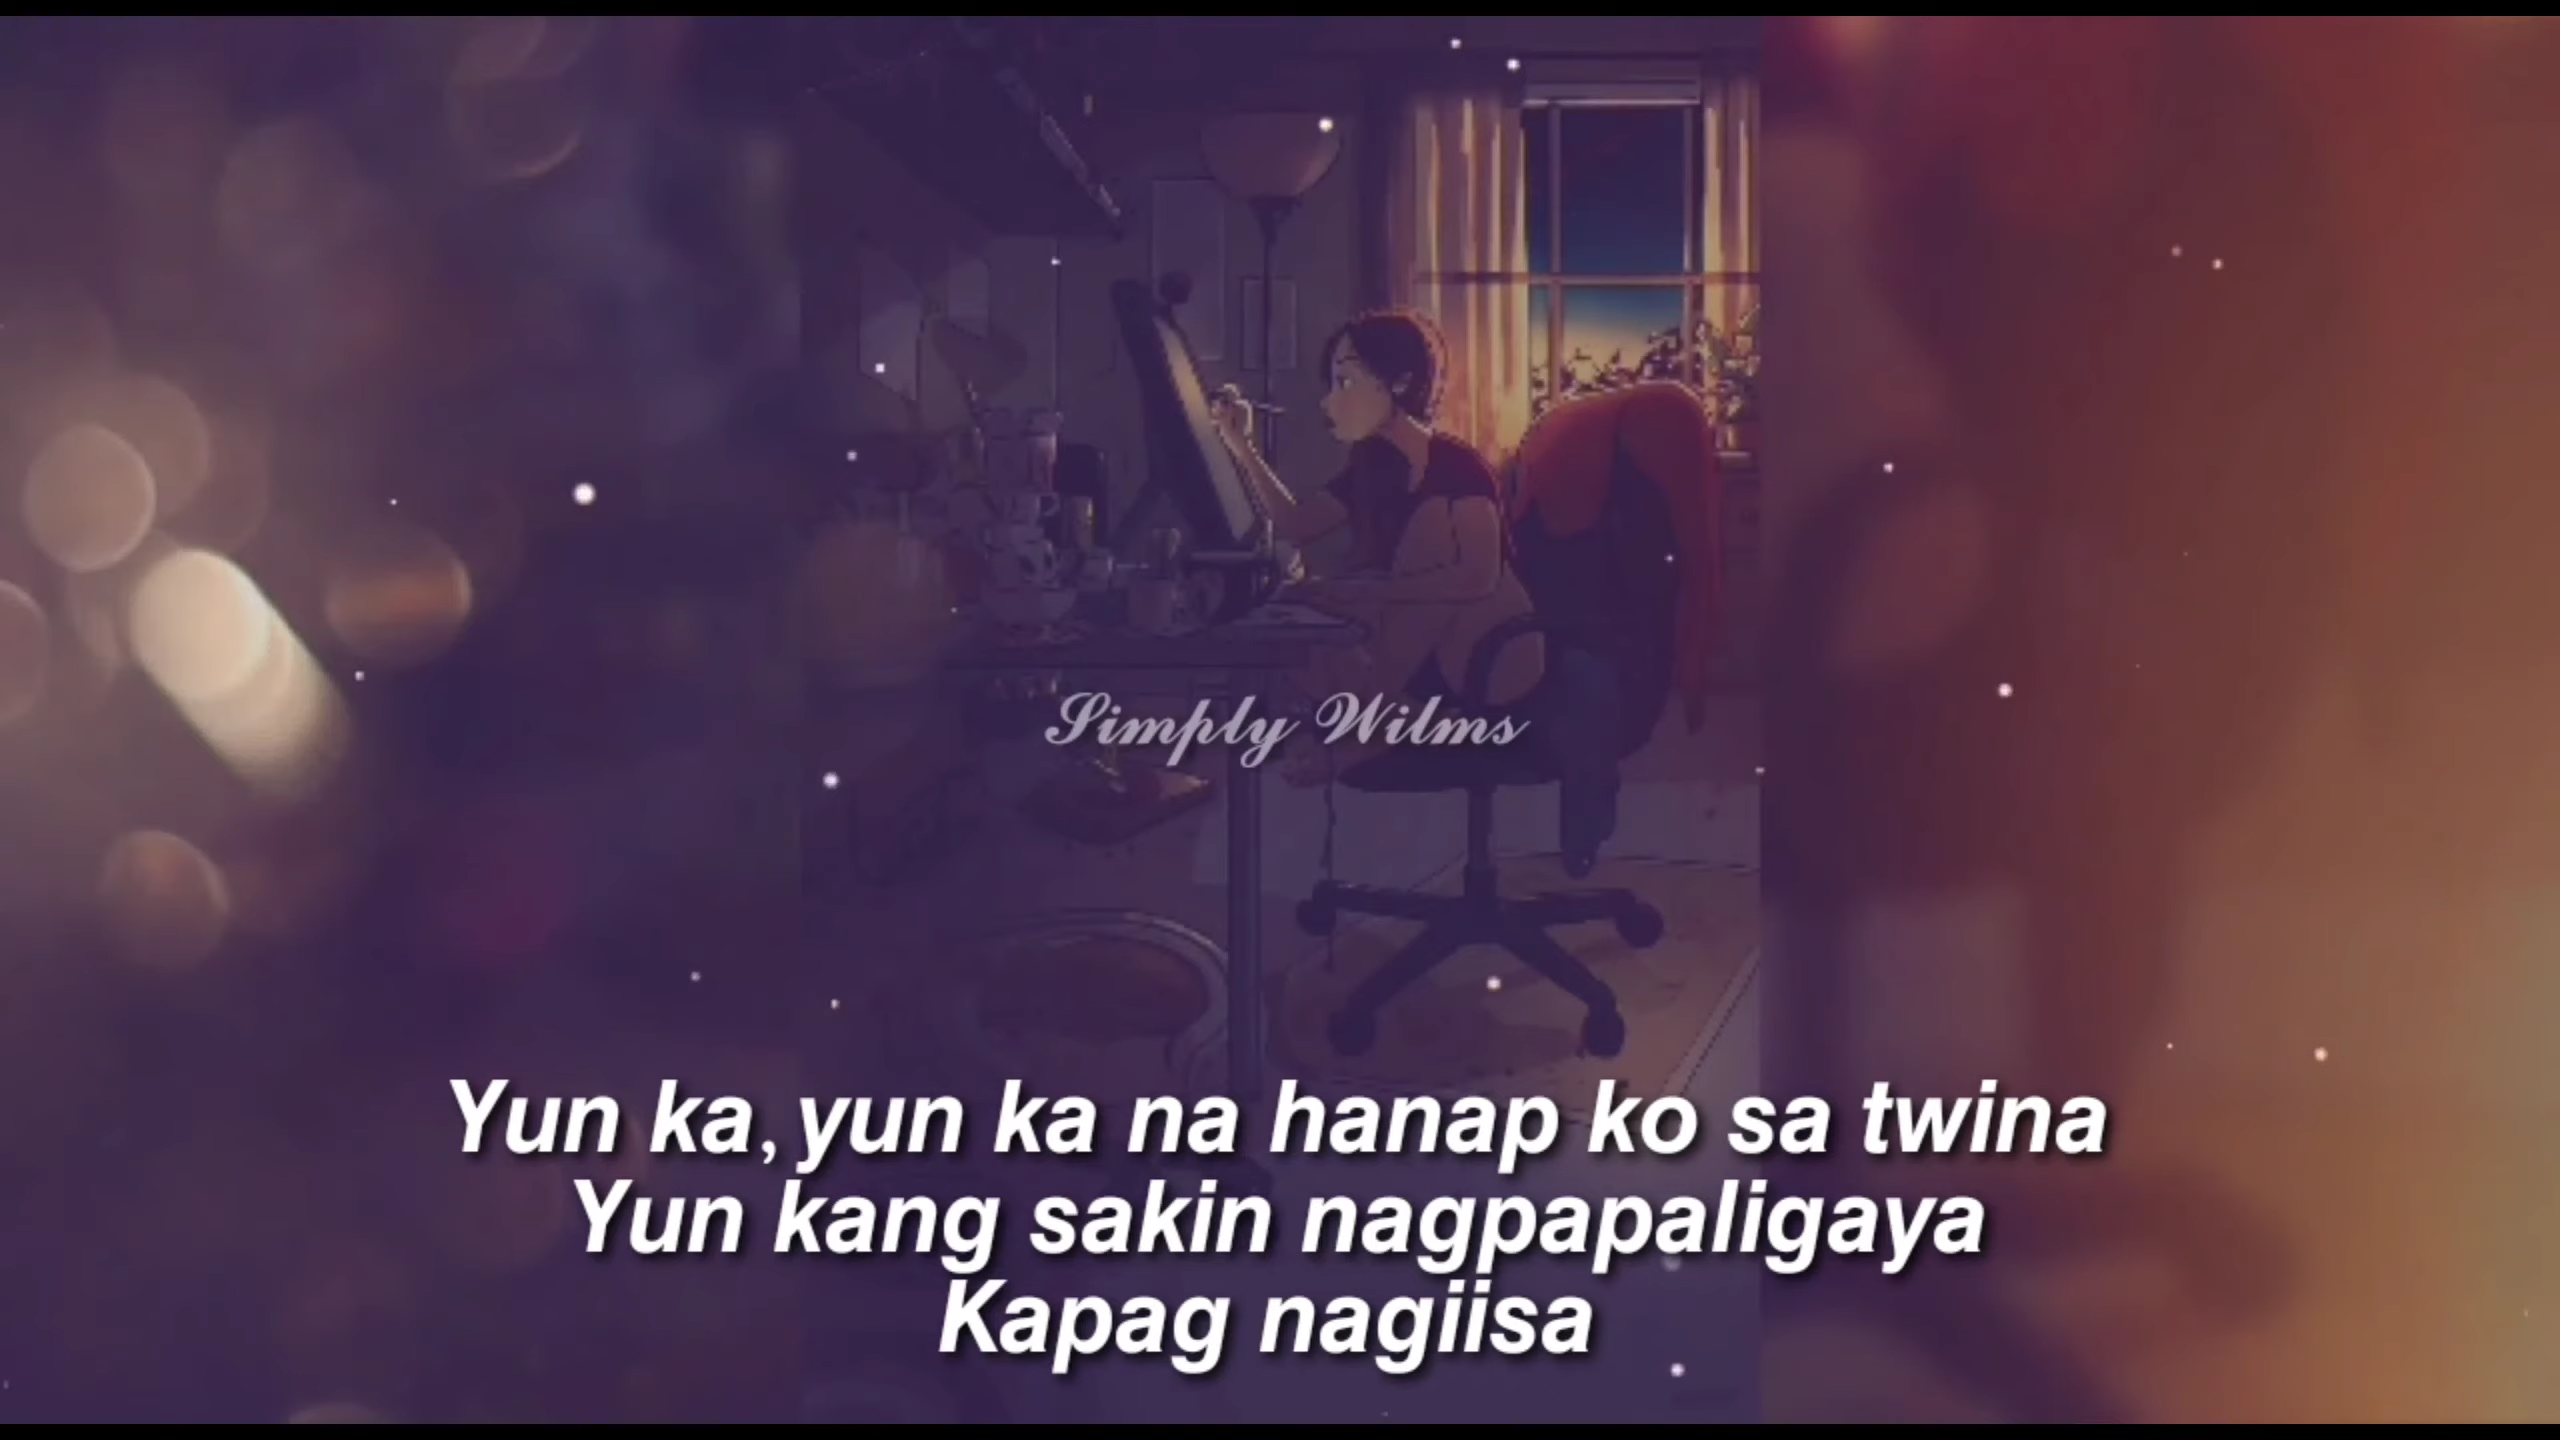 Simply Wilms
Yun ka, yun ka na hanap ko sa twina
Yun kang sakin nagpapaligaya
Kapag nagiisa